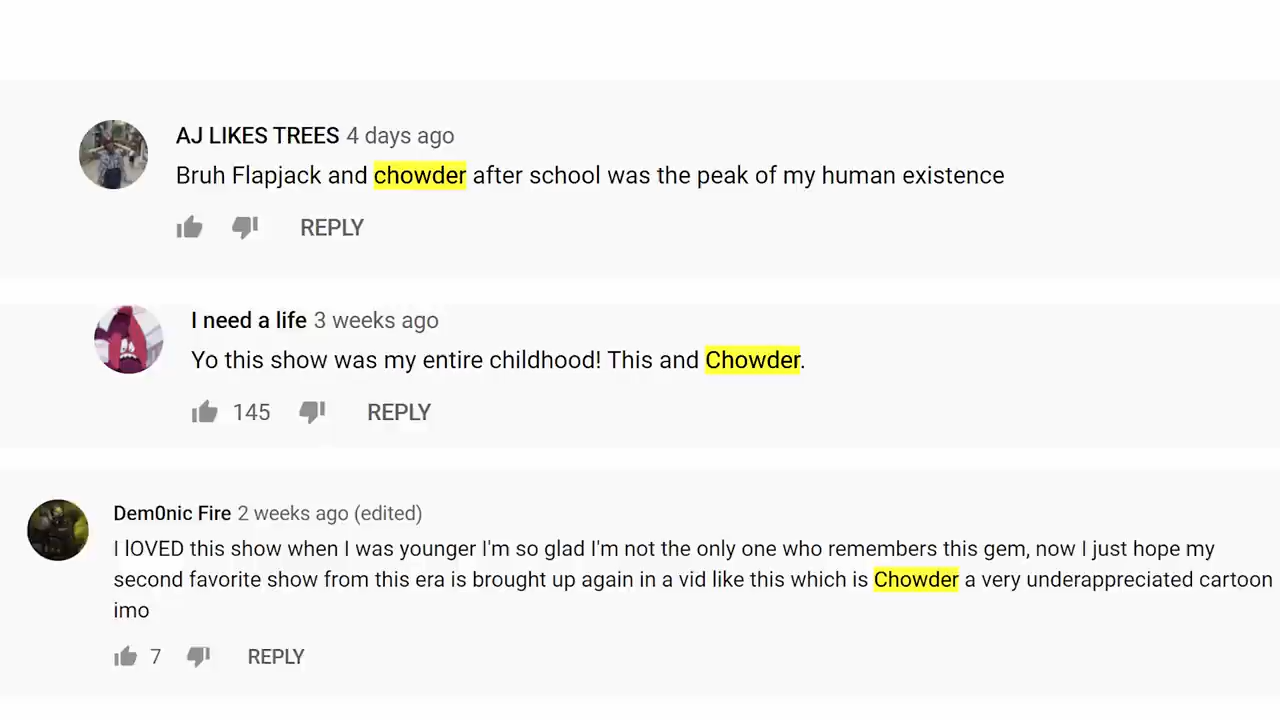 AJ LIKES TREES 4 days ago
Bruh Flapjack and chowder after school was the peak of my human existence
REPLY
I need a life 3 weeks ago
Yo this show was my entire childhood! This and Chowder.
145 REPLY
Dem0nic Fire 2 weeks ago (edited)
I lOVED this show when I was younger I'm so glad I'm not the only one who remembers this gem, now I just hope my
second favorite show from this era is brought up again in a vid like this which is Chowder a very underappreciated cartoon
imo
7 REPLY